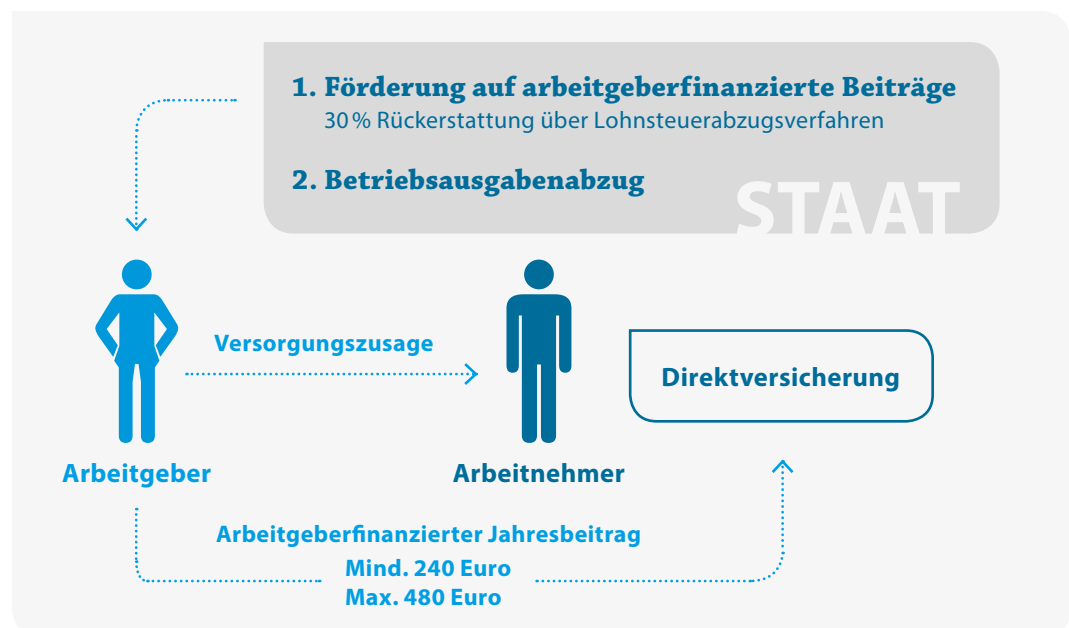 1. Förderung auf arbeitgeberfinanzierte Beiträge
30 % Rückerstattung über Lohnsteuerabzugsverfahren
2. Betriebsausgabenabzug
STAAT
Versorgungszusage
Direktversicherung
Arbeitgeber
Arbeitnehmer
Arbeitgeberfinanzierter Jahresbeitrag
Mind. 240 Euro
Max. 480 Euro